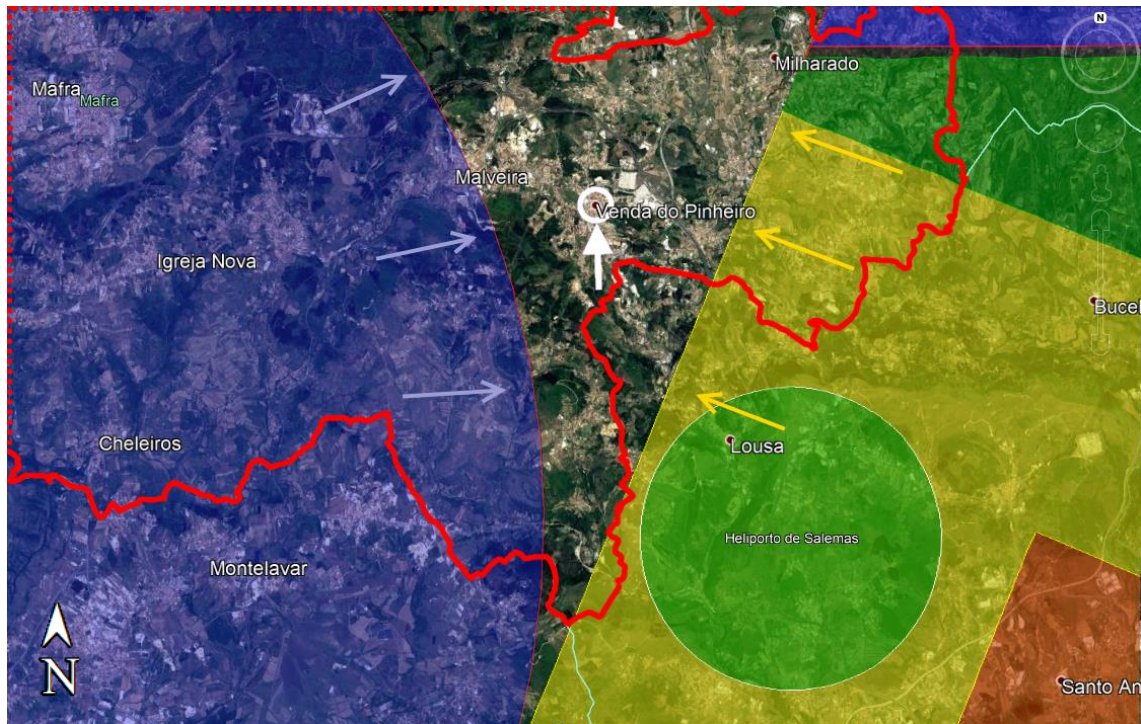 N
Milharado
Mafra
Mafra
Malveira
Venda do Pinheiro
Igreja Nova
Bucel
Cheleiros
Lousa
Heliporto de Salemas
Montelavar
N
Santo An